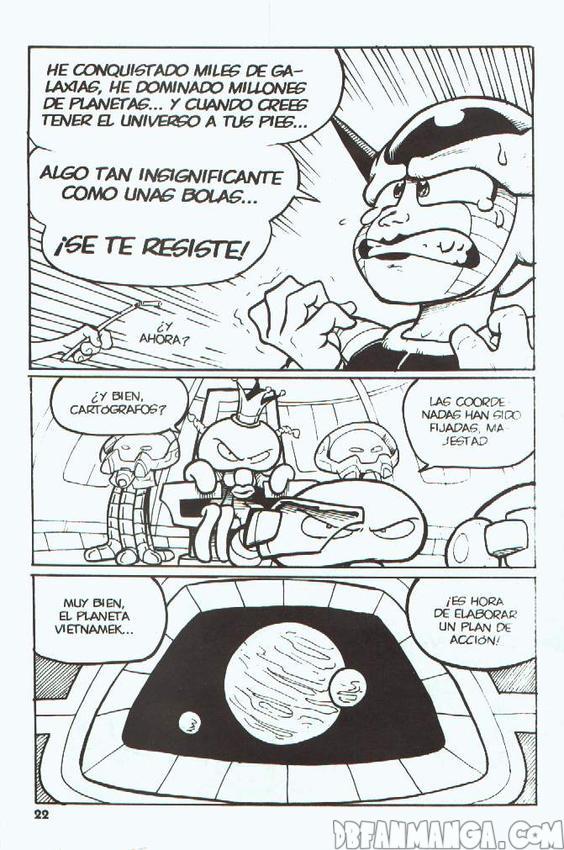 HE CONQUISTADO MILES DE GA-
LAXIAS, HE DOMINADO MILLONES
DE PLANETAS... Y CUANDO CREES
TENER EL UNIVERSO A TUS PIES...
ALGO TAN INSIGNIFICANTE
COMO UNAS BOLAS...
¡SE TE RESISTE!
¿Y
AHORA?
¿Y BIEN,
CARTÓGRAFOS?
LAS COORDE-
NADAS HAN SIDO
FIJADAS, MA-
JESTAD
MUY BIEN,
EL PLANETA
VIETNAMEK...
¡ES HORA
DE ELABORAR
UN PLAN DE
ACCIÓN!
22
DBFANMANGA.COM